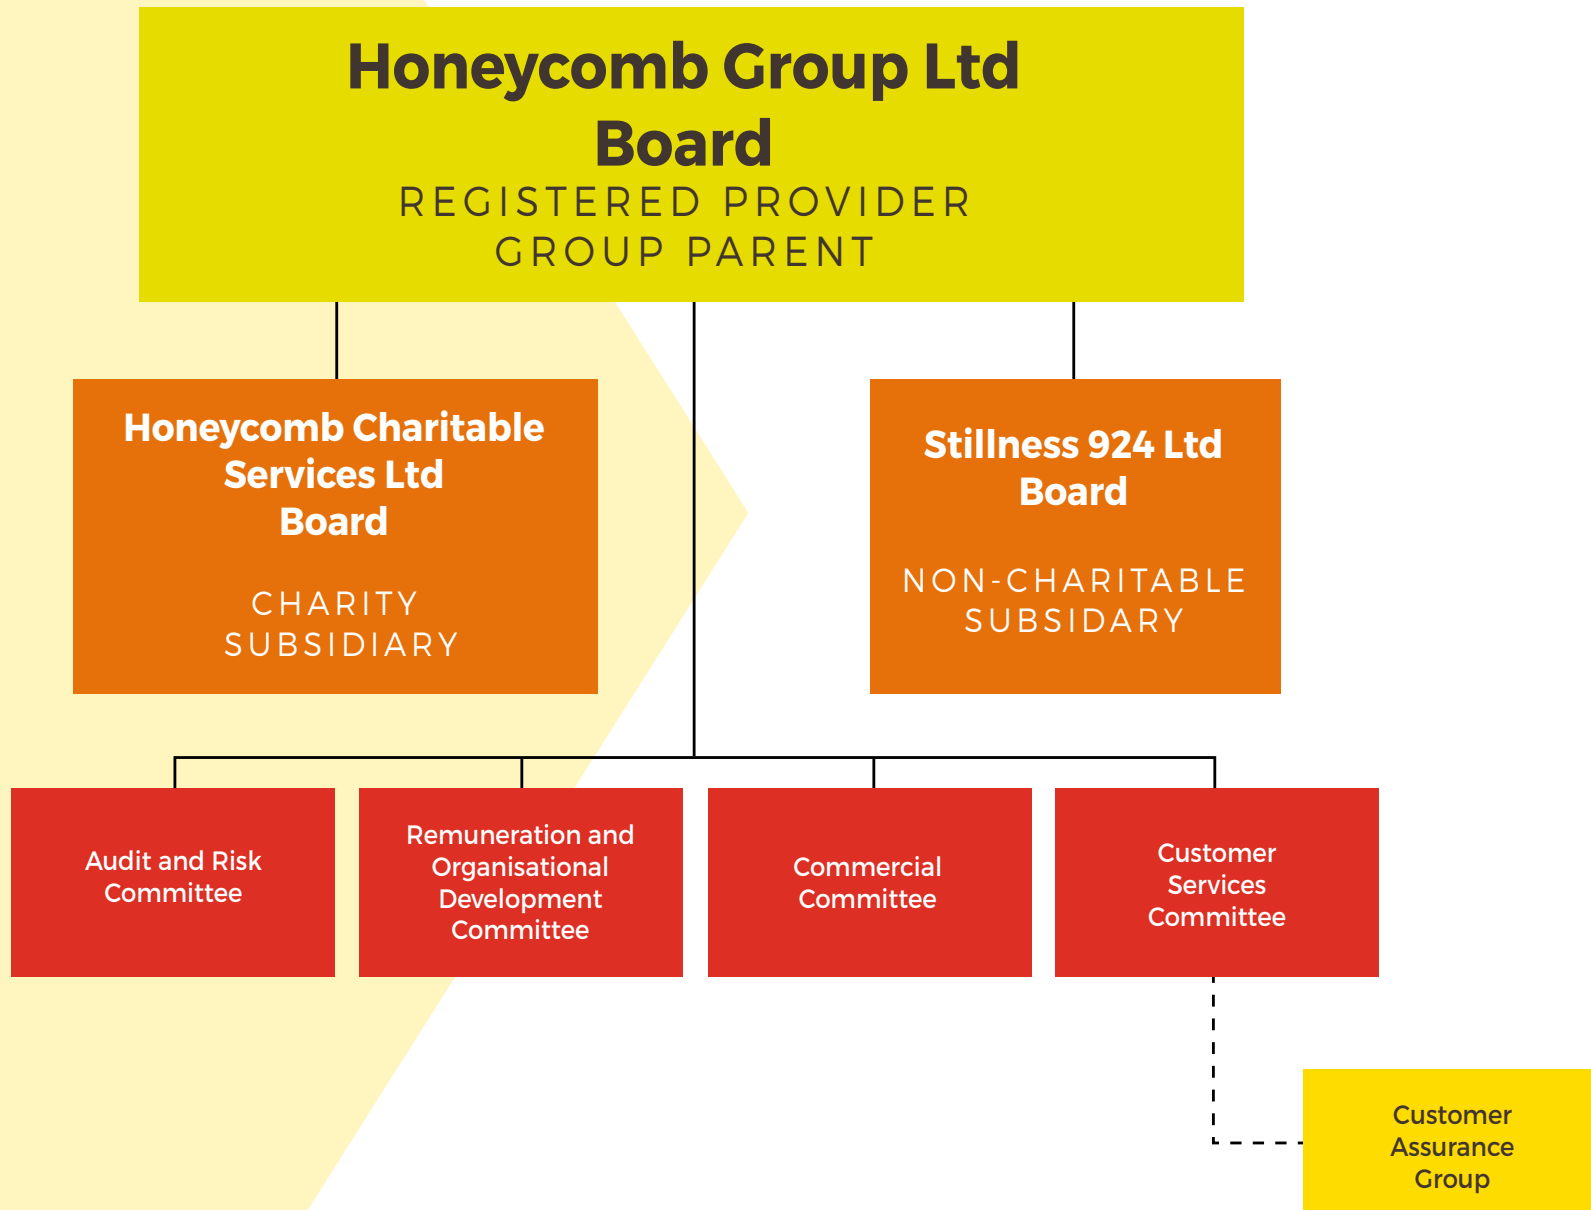 Honeycomb Group Ltd
Board
REGISTERED PROVIDER
GROUP PARENT
Honeycomb Charitable
Services Ltd
Board
CHARITY
SUBSIDIARY
Stillness 924 Ltd
Board
NON-CHARITABLE
SUBSIDARY
Audit and Risk
Committee
Remuneration and
Organisational
Development
Committee
Commercial
Committee
Customer
Services
Committee
Customer
Assurance
Group